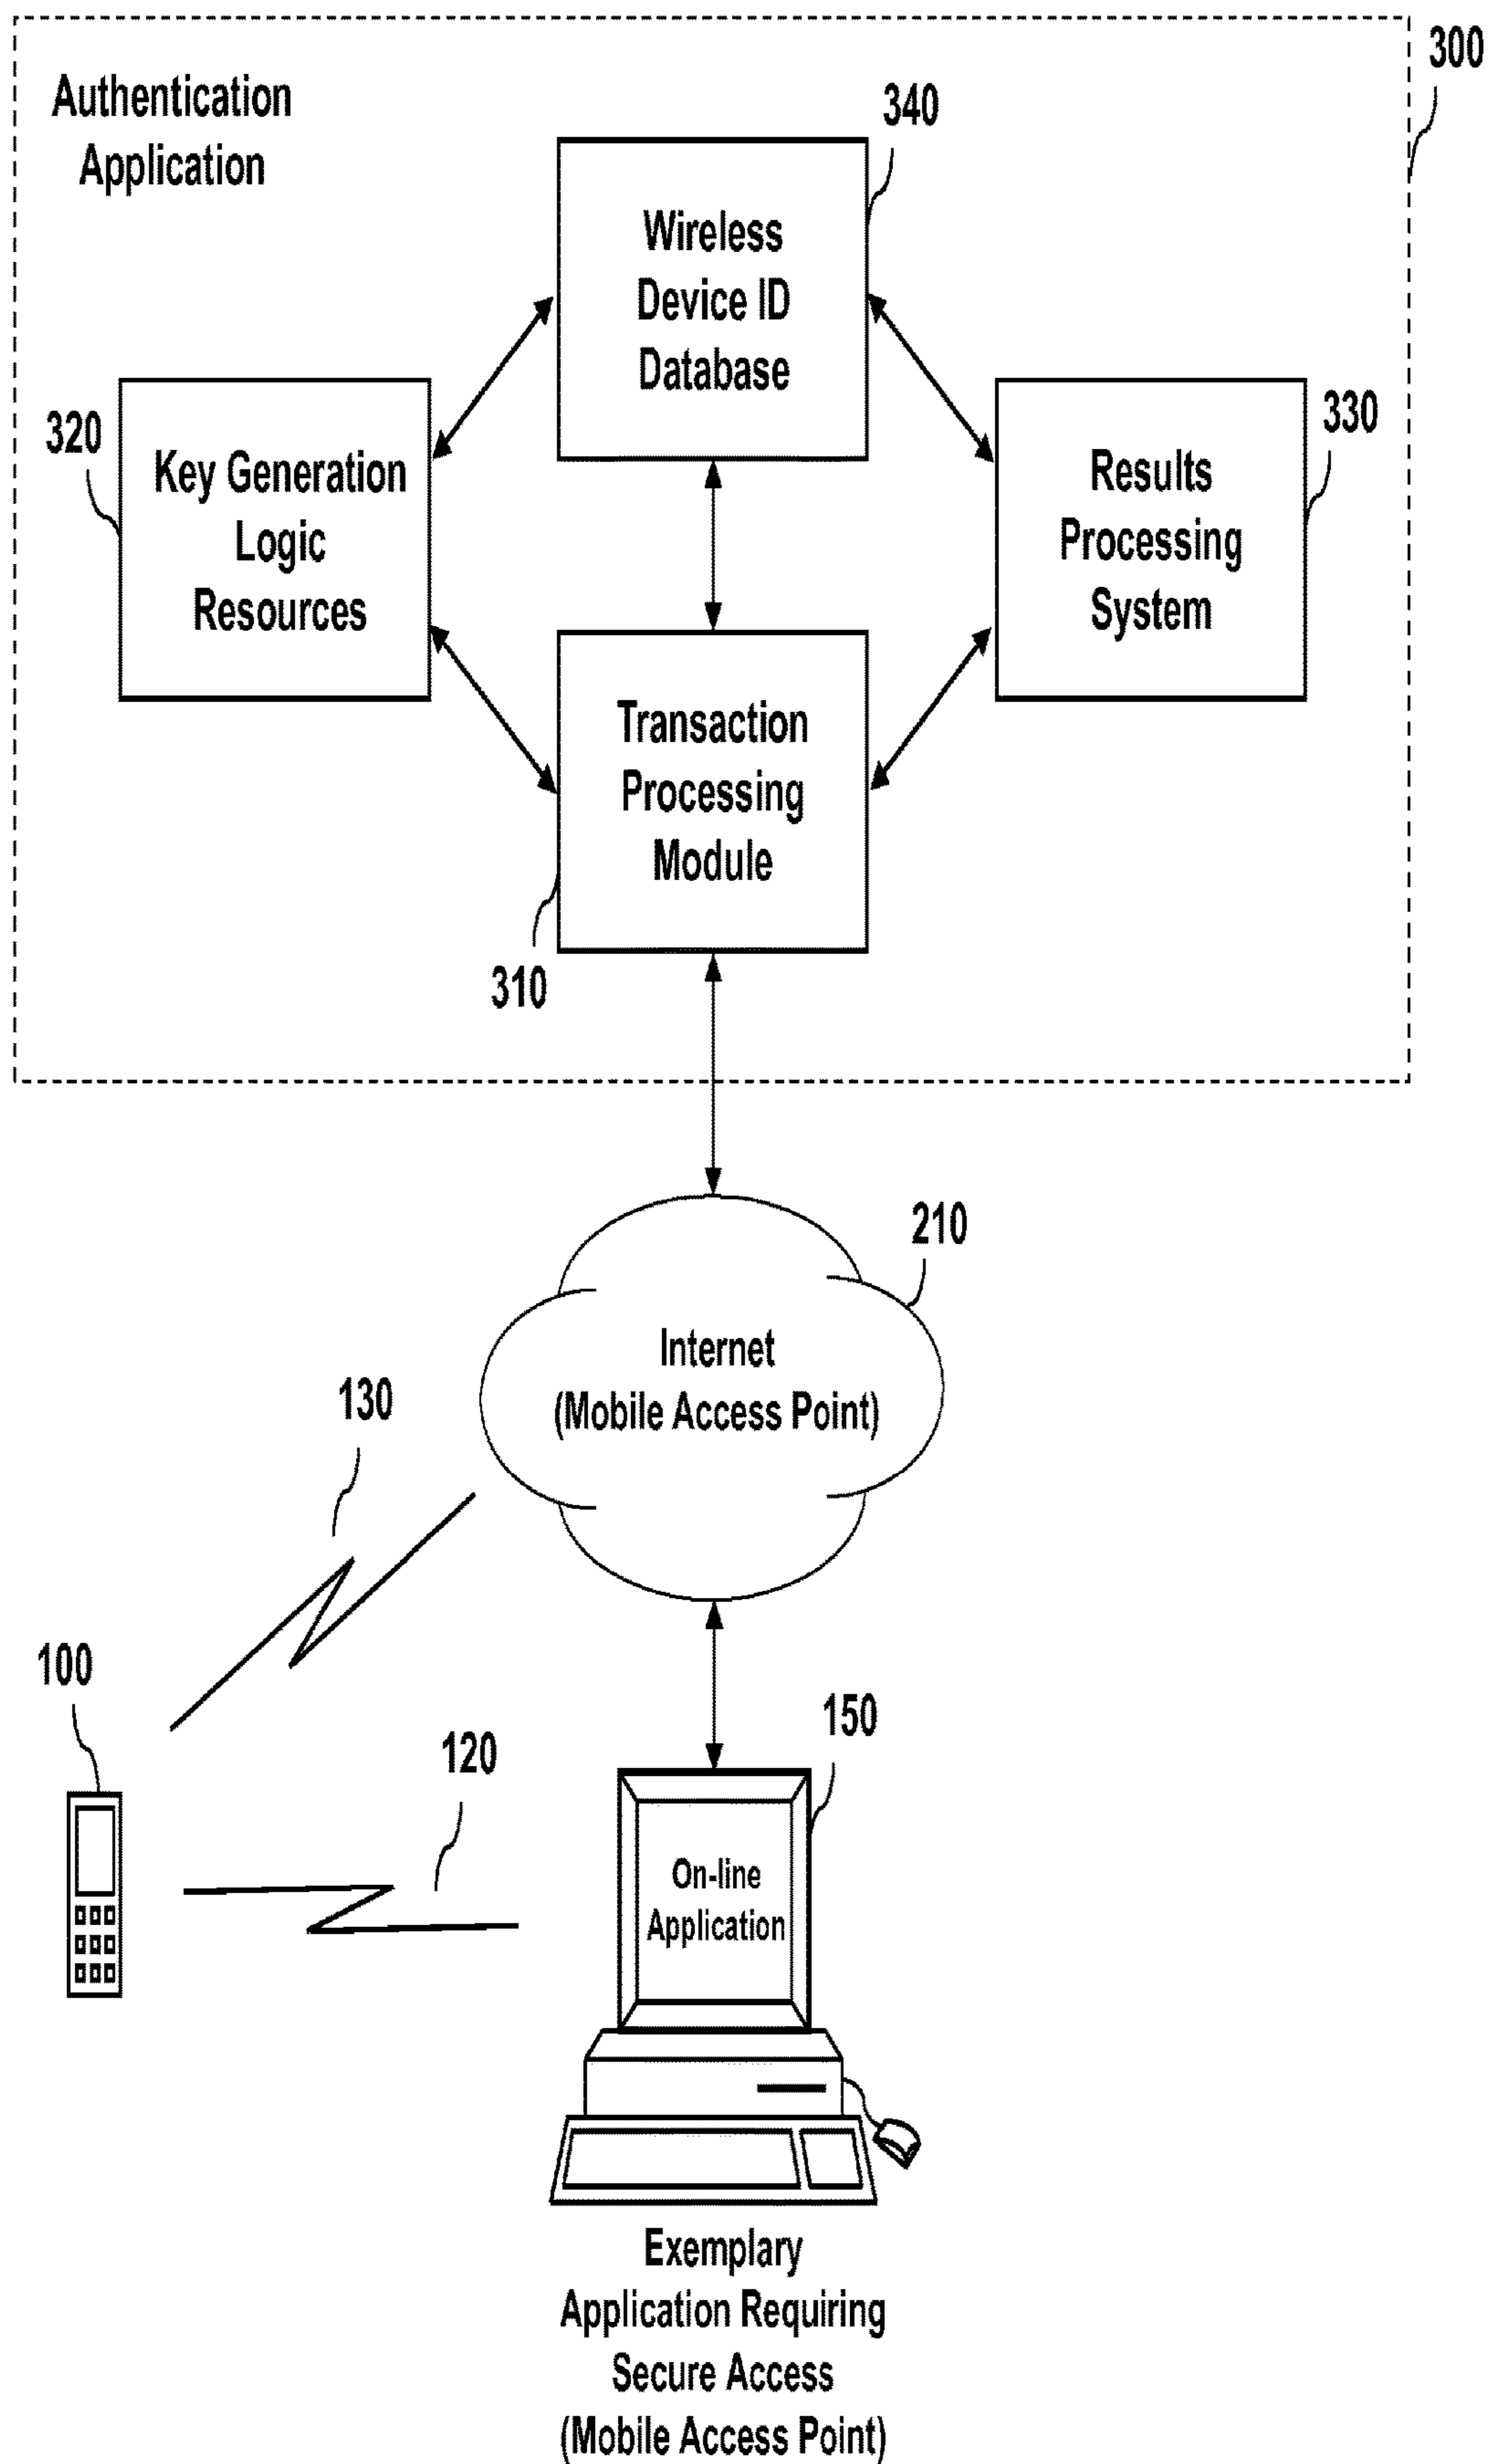 300
Authentication
Application
340
Wireless
Device ID
Database
320
Key Generation
Logic
Resources
330
Results
Processing
System
Transaction
Processing
Module
310
210
Internet
(Mobile Access Point)
130
100
120
150
On-line
Application
Exemplary
Application Requiring
Secure Access
(Mobile Access Point)